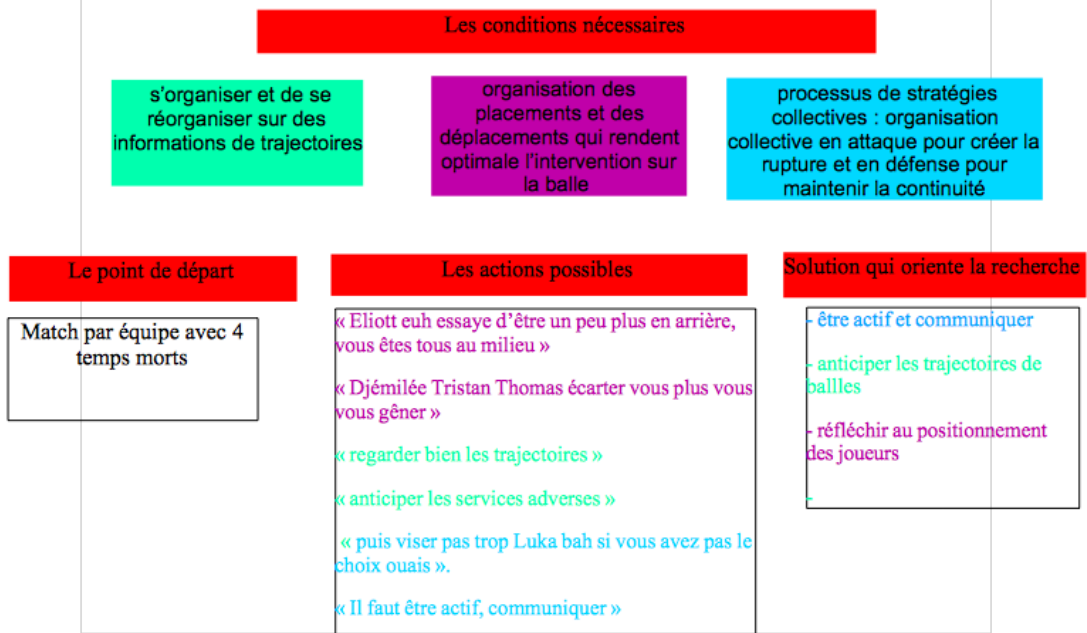 Les conditions nécessaires
s'organiser et de se
réorganiser sur des
informations de trajectoires
organisation des
placements et des
déplacements qui rendent
optimale l'intervention sur
la balle
processus de stratégies
collectives : organisation
collective en attaque pour créer la
rupture et en défense pour
maintenir la continuité
Le point de départ
Match par équipe avec 4
temps morts
Les actions possibles
« Eliott euh essaye d'être un peu plus en arrière,
vous êtes tous au milieu »
« Djémilée Tristan Thomas écarter vous plus vous
vous gêner »
« regarder bien les trajectoires »
« anticiper les services adverses »
« puis viser pas trop Luka bah si vous avez pas le
choix ouais ».
« Il faut être actif, communiquer »
Solution qui oriente la recherche
- être actif et communiquer
- anticiper les trajectoires de
ballles
- réfléchir au positionnement
des joueurs
-